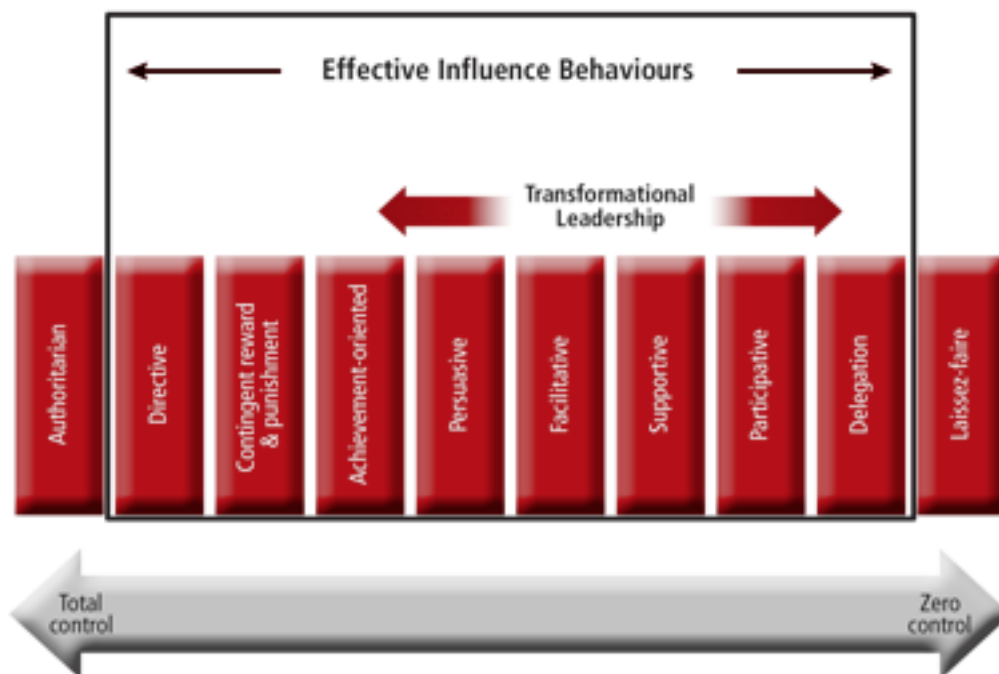 Effective Influence Behaviours
Transformational
Leadership
Authoritarian
Directive
Contingent reward
& punishment
Achievement-oriented
Persuasive
Facilitative
Supportive
Participative
Delegation
Laissez-faire
Total
control
Zero
control